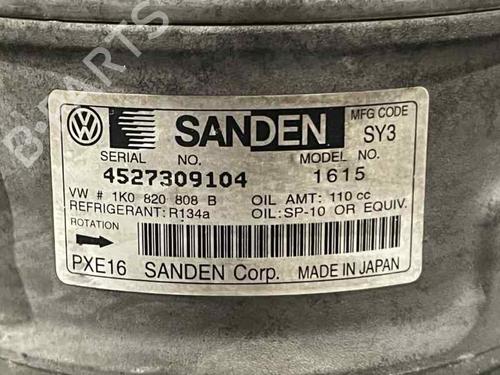 B-PARTS
VW SANDEN MFG CODE
SY3
SERIAL NO. MODEL NO.
4527309104 1615
VW # 1K0 820 808 B OIL AMT: 110 cc
REFRIGERANT: R134a OIL: SP-10 OR EQUIV.
ROTATION
PXE16 SANDEN Corp. MADE IN JAPAN